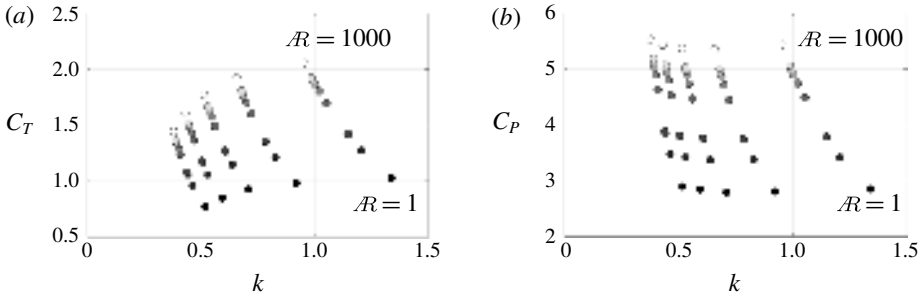 (a)
2.5
2.0
1.5
1.0
0.5
C_T
Æ = 1000
Æ = 1
0 0.5 1.0 1.5
k
(b)
6
5
4
3
2
C_P
Æ = 1000
Æ = 1
0 0.5 1.0 1.5
k